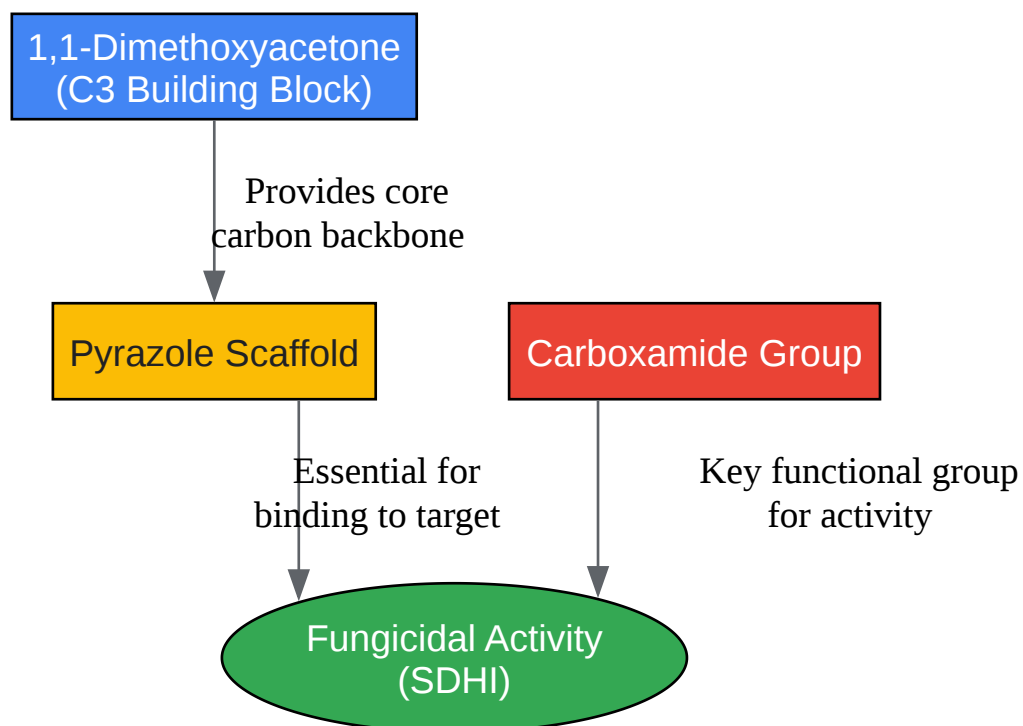 1,1-Dimethoxyacetone
(C3 Building Block)
Provides core
carbon backbone
Pyrazole Scaffold
Carboxamide Group
Essential for
binding to target
Key functional group
for activity
Fungicidal Activity
(SDHI)